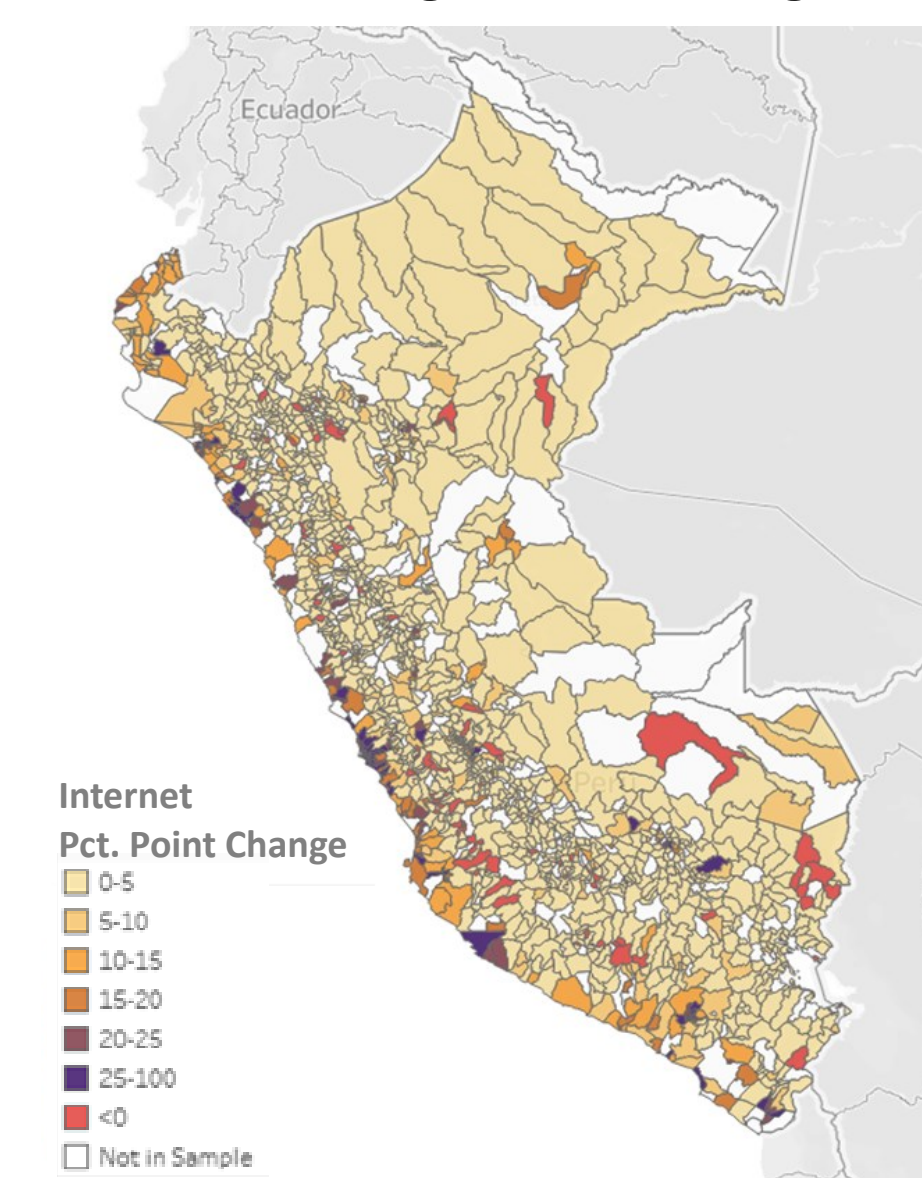 Ecuador
Peru
Internet
Pct. Point Change
0-5
5-10
10-15
15-20
20-25
25-100
<0
Not in Sample